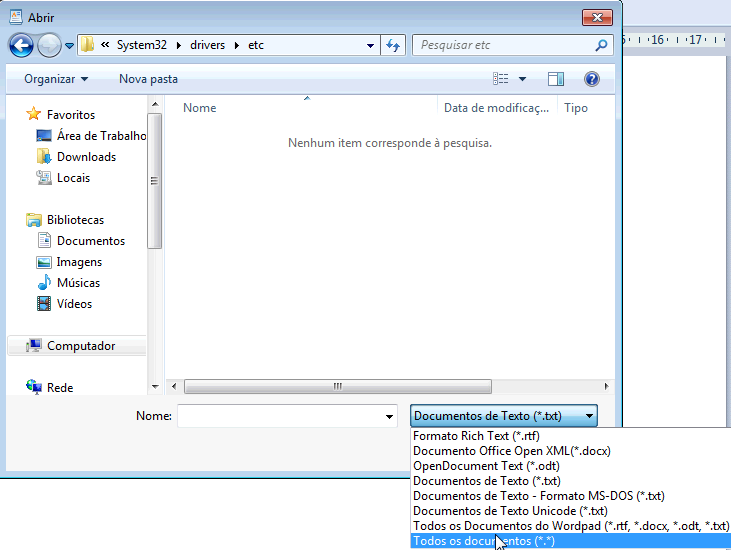 Abrir
« System32 ▸ drivers ▸ etc
Pesquisar etc
15 · 16 · 17
Organizar
Nova pasta
Nome
Data de modificaç...
Tipo
Nenhum item corresponde à pesquisa.
Favoritos
Área de Trabalho
Downloads
Locais
Bibliotecas
Documentos
Imagens
Músicas
Vídeos
Computador
Rede
Nome:
Documentos de Texto (*.txt)
Formato Rich Text (*.rtf)
Documento Office Open XML(*.docx)
OpenDocument Text (*.odt)
Documentos de Texto (*.txt)
Documentos de Texto - Formato MS-DOS (*.txt)
Documentos de Texto Unicode (*.txt)
Todos os Documentos do Wordpad (*.rtf, *.docx, *.odt, *.txt)
Todos os documentos (*.*)